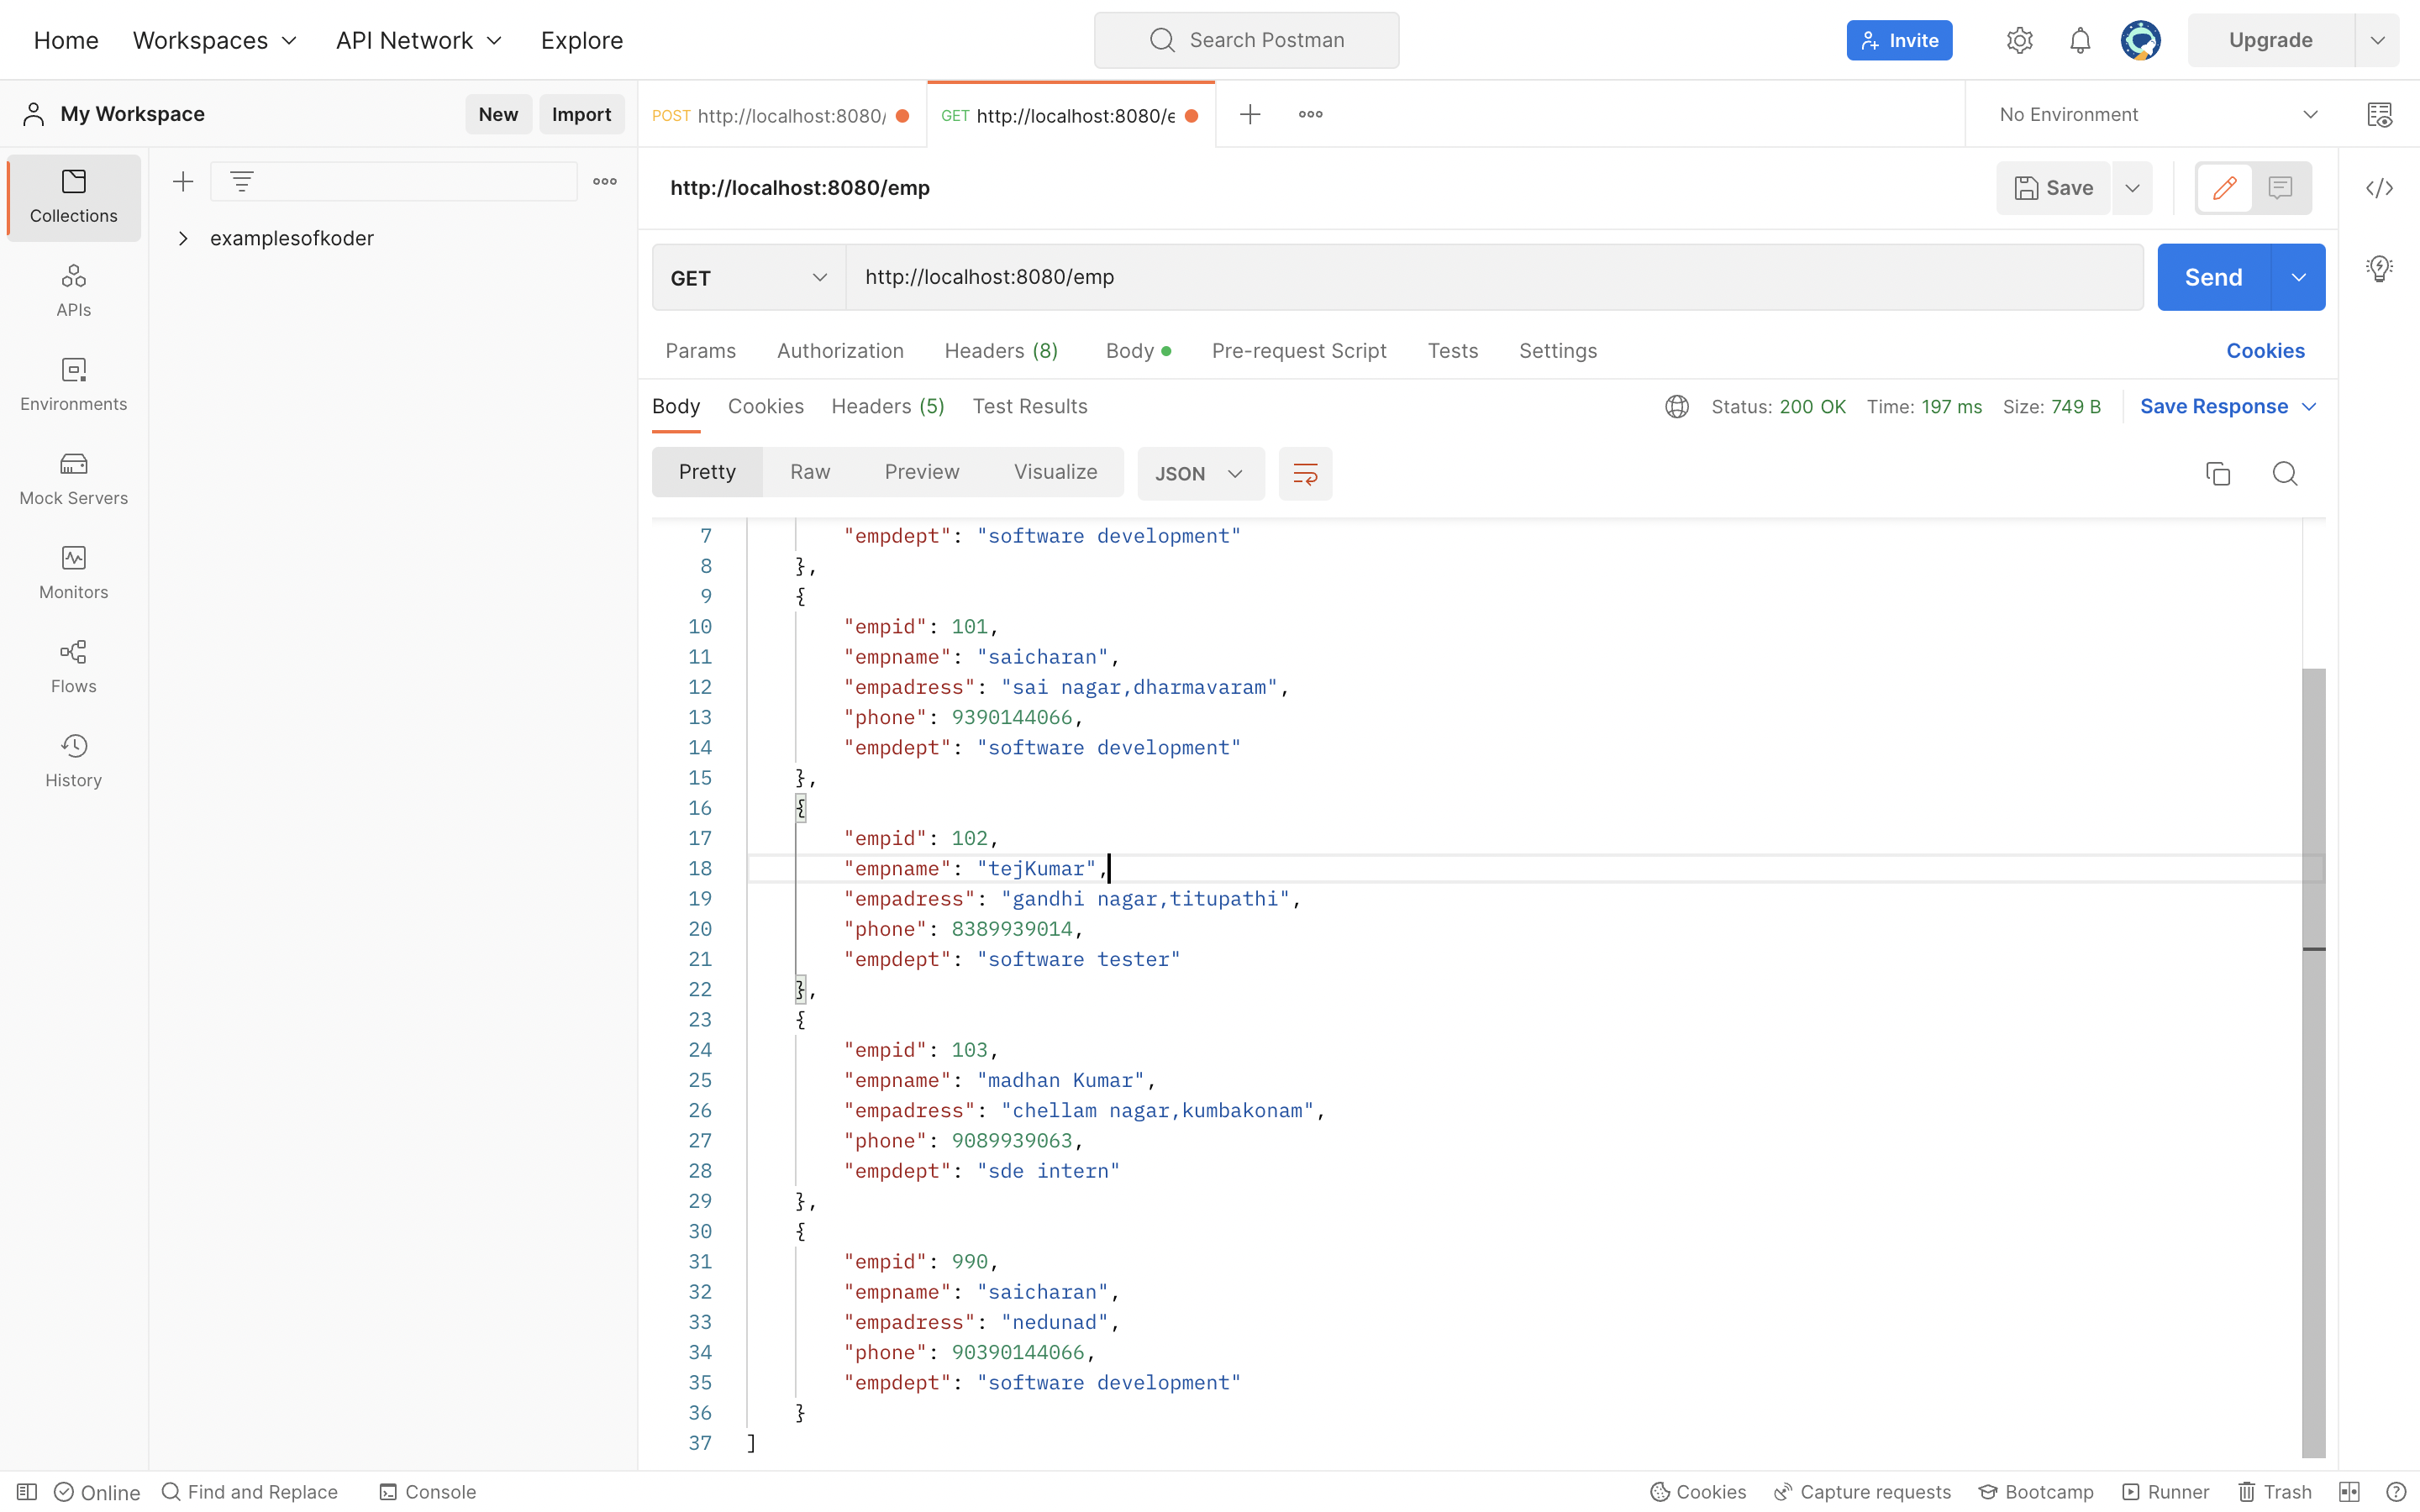 Home Workspaces API Network Explore Search Postman Invite Upgrade
My Workspace New Import POST http://localhost:8080/ GET http://localhost:8080/e No Environment
Collections
examplesofkoder
APIs
Environments
Mock Servers
Monitors
Flows
History
http://localhost:8080/emp Save
GET http://localhost:8080/emp Send
Params Authorization Headers (8) Body Pre-request Script Tests Settings Cookies
Body Cookies Headers (5) Test Results Status: 200 OK Time: 197 ms Size: 749 B Save Response
Pretty Raw Preview Visualize JSON
7 "empdept": "software development"
8 },
9 {
10 "empid": 101,
11 "empname": "saicharan",
12 "empadress": "sai nagar,dharmavaram",
13 "phone": 9390144066,
14 "empdept": "software development"
15 },
16 {
17 "empid": 102,
18 "empname": "tejKumar",
19 "empadress": "gandhi nagar,titupathi",
20 "phone": 8389939014,
21 "empdept": "software tester"
22 },
23 {
24 "empid": 103,
25 "empname": "madhan Kumar",
26 "empadress": "chellam nagar,kumbakonam",
27 "phone": 9089939063,
28 "empdept": "sde intern"
29 },
30 {
31 "empid": 990,
32 "empname": "saicharan",
33 "empadress": "nedunad",
34 "phone": 90390144066,
35 "empdept": "software development"
36 }
37 ]
Online Find and Replace Console Cookies Capture requests Bootcamp Runner Trash